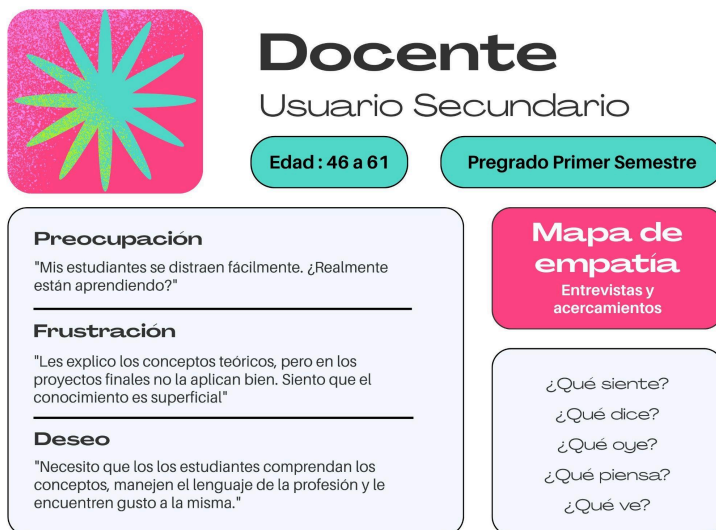 Docente
Usuario Secundario
Edad : 46 a 61
Pregrado Primer Semestre
Preocupación
"Mis estudiantes se distraen fácilmente. ¿Realmente
están aprendiendo?"
Frustración
"Les explico los conceptos teóricos, pero en los
proyectos finales no la aplican bien. Siento que el
conocimiento es superficial"
Deseo
"Necesito que los los estudiantes comprendan los
conceptos, manejen el lenguaje de la profesión y le
encuentren gusto a la misma."
Mapa de
empatía
Entrevistas y
acercamientos
¿Qué siente?
¿Qué dice?
¿Qué oye?
¿Qué piensa?
¿Qué ve?